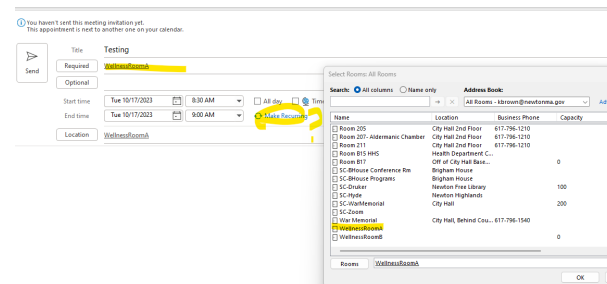 You haven't sent this meeting invitation yet.
This appointment is next to another one on your calendar.
Title Testing
Send
Required WellnessRoomA
Optional
Start time Tue 10/17/2023 8:30 AM All day Time
End time Tue 10/17/2023 9:00 AM Make Recurring
Location WellnessRoomA
Select Rooms: All Rooms
Search: All columns Name only Address Book:
All Rooms - kbrown@newtonma.gov Ad
Name Location Business Phone Capacity
Room 205 City Hall 2nd Floor 617-796-1210
Room 207- Aldermanic Chamber City Hall 2nd Floor 617-796-1210
Room 211 City Hall 2nd Floor 617-796-1210
Room B15 HHS Health Department C...
Room B17 Off of City Hall Base... 0
SC-BHouse Conference Rm Brigham House
SC-BHouse Programs Brigham House
SC-Druker Newton Free Library 100
SC-Hyde Newton Highlands
SC-WarMemorial City Hall 200
SC-Zoom
War Memorial City Hall, Behind Cou... 617-796-1540
WellnessRoomA
WellnessRoomB 0
Rooms WellnessRoomA
OK